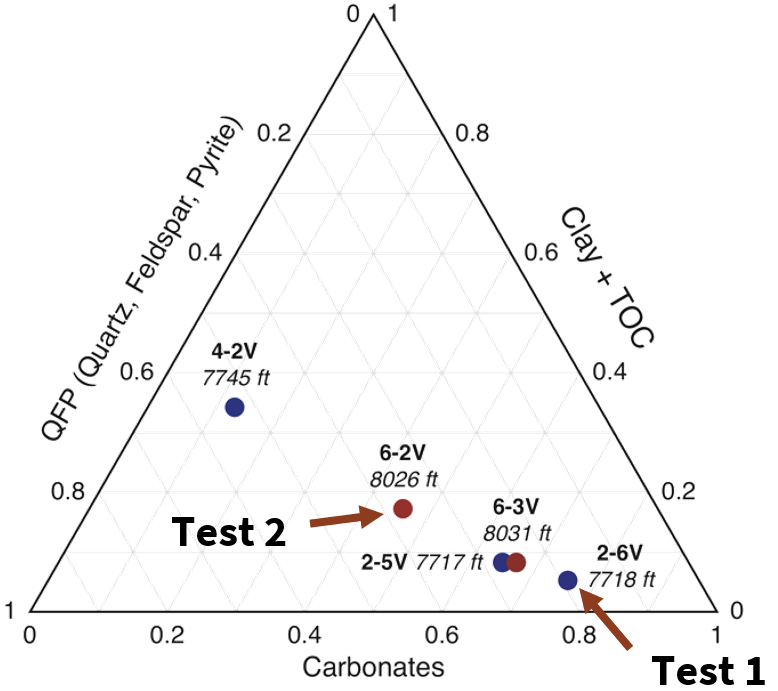 0 1
0.2 0.8
QFP (Quartz, Feldspar, Pyrite)
Clay + TOC
0.4 0.6
4-2V
7745 ft
0.6 0.4
6-2V
8026 ft
0.8 0.2
6-3V
8031 ft
Test 2
2-5V 7717 ft
2-6V
7718 ft
1 0
0 0.2 0.4 0.6 0.8 1
Carbonates
Test 1